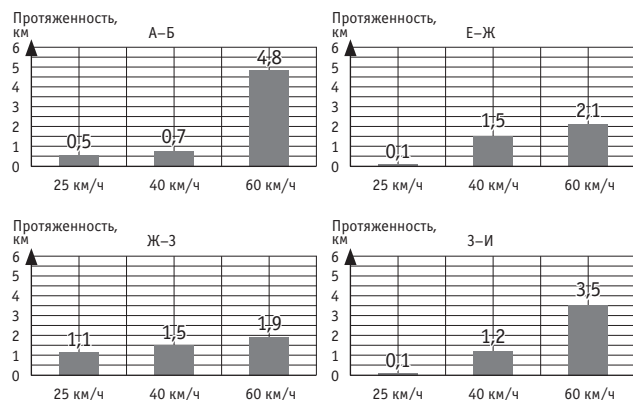 Протяженность,
км
А–Б
6
5
4
3
2
1
0
0,5
0,7
4,8
25 км/ч
40 км/ч
60 км/ч
Протяженность,
км
Е–Ж
6
5
4
3
2
1
0
0,1
1,5
2,1
25 км/ч
40 км/ч
60 км/ч
Протяженность,
км
Ж–З
6
5
4
3
2
1
0
1,1
1,5
1,9
25 км/ч
40 км/ч
60 км/ч
Протяженность,
км
З–И
6
5
4
3
2
1
0
0,1
1,2
3,5
25 км/ч
40 км/ч
60 км/ч